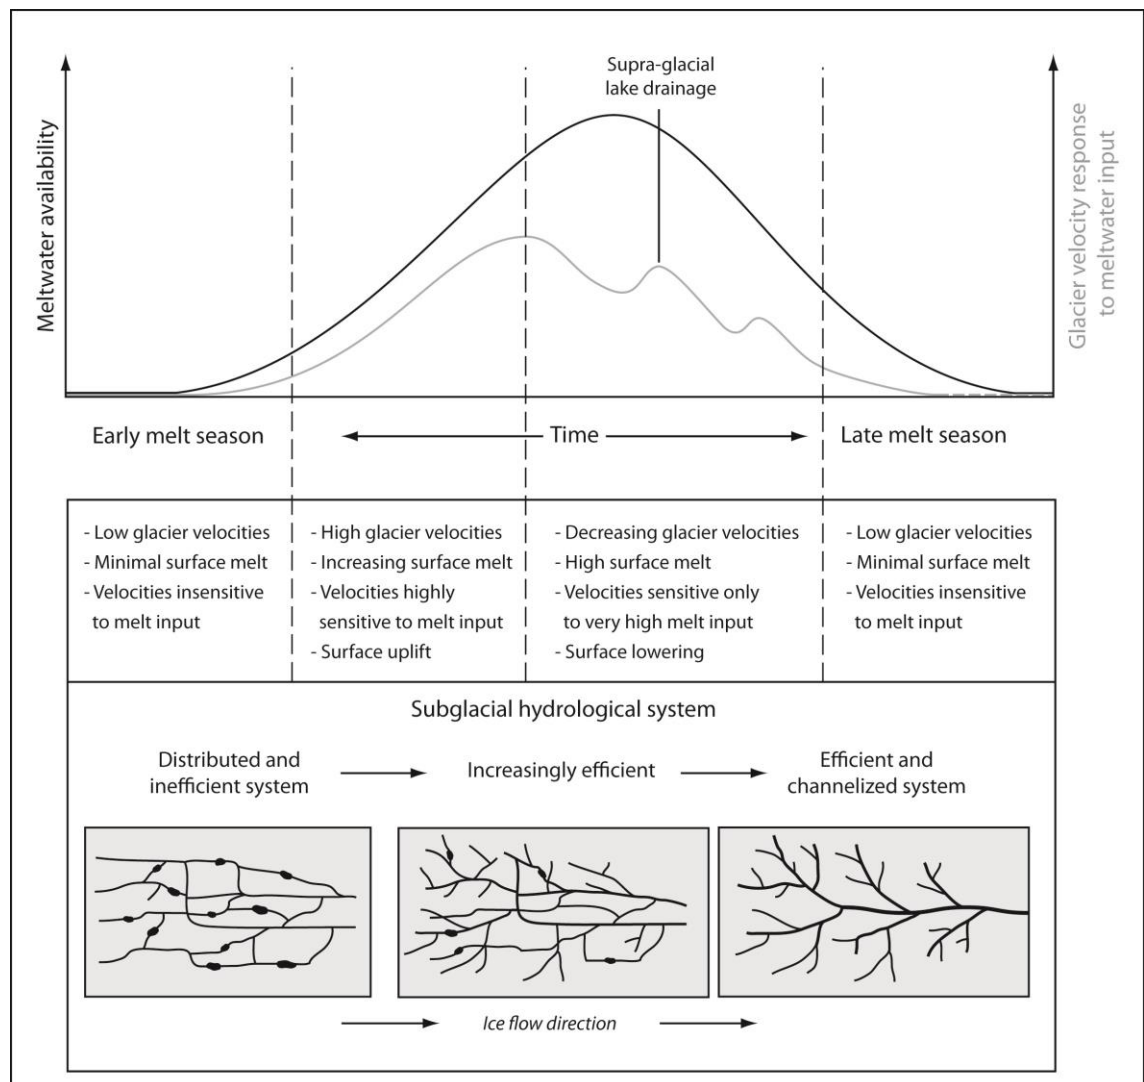 Supra-glacial
lake drainage
Meltwater availability
Glacier velocity response
to meltwater input
Early melt season
Time
Late melt season
- Low glacier velocities
- Minimal surface melt
- Velocities insensitive
to melt input
- High glacier velocities
- Increasing surface melt
- Velocities highly
sensitive to melt input
- Surface uplift
- Decreasing glacier velocities
- High surface melt
- Velocities sensitive only
to very high melt input
- Surface lowering
- Low glacier velocities
- Minimal surface melt
- Velocities insensitive
to melt input
Subglacial hydrological system
Distributed and
inefficient system
Increasingly efficient
Efficient and
channelized system
Ice flow direction